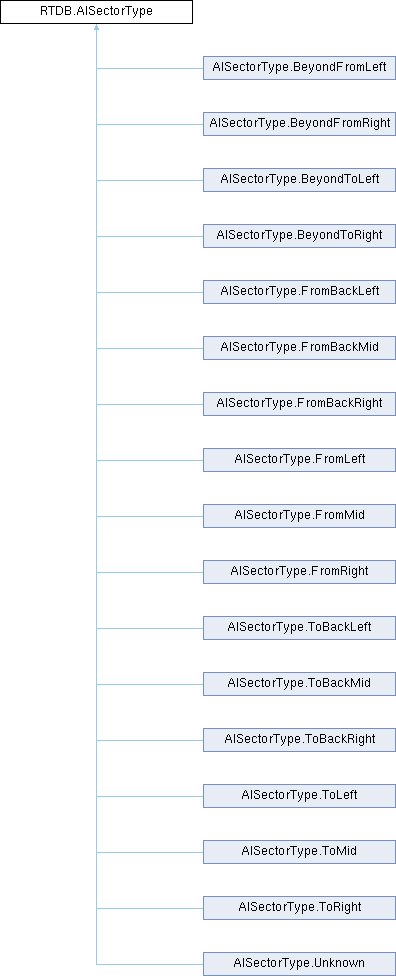 RTDB.AISectorType
AISectorType.BeyondFromLeft
AISectorType.BeyondFromRight
AISectorType.BeyondToLeft
AISectorType.BeyondToRight
AISectorType.FromBackLeft
AISectorType.FromBackMid
AISectorType.FromBackRight
AISectorType.FromLeft
AISectorType.FromMid
AISectorType.FromRight
AISectorType.ToBackLeft
AISectorType.ToBackMid
AISectorType.ToBackRight
AISectorType.ToLeft
AISectorType.ToMid
AISectorType.ToRight
AISectorType.Unknown